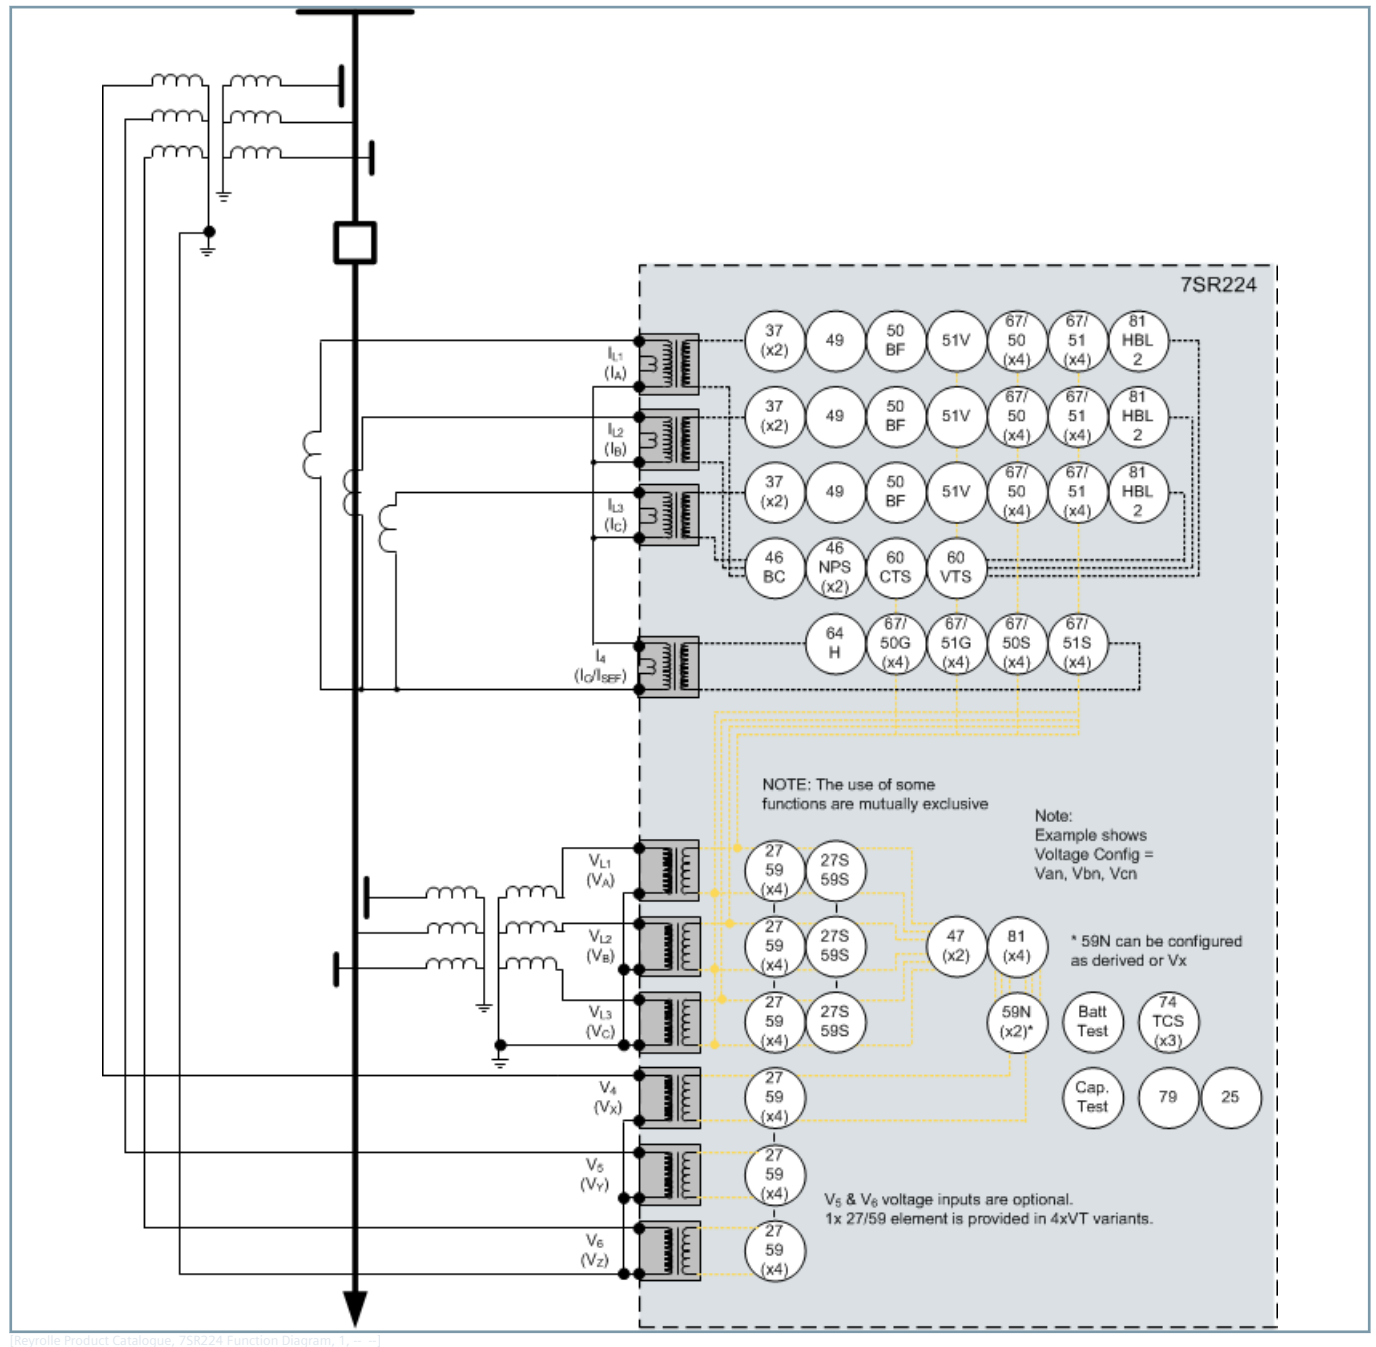 7SR224
IL1
(IA)
37
(x2)
49
50
BF
51V
67/
50
(x4)
67/
51
(x4)
81
HBL
2
IL2
(IB)
37
(x2)
49
50
BF
51V
67/
50
(x4)
67/
51
(x4)
81
HBL
2
IL3
(IC)
37
(x2)
49
50
BF
51V
67/
50
(x4)
67/
51
(x4)
81
HBL
2
46
BC
46
NPS
(x2)
60
CTS
60
VTS
I4
(IG/ISEF)
64
H
67/
50G
(x4)
67/
51G
(x4)
67/
50S
(x4)
67/
51S
(x4)
NOTE: The use of some
functions are mutually exclusive
Note:
Example shows
Voltage Config =
Van, Vbn, Vcn
VL1
(VA)
27
59
(x4)
27S
59S
VL2
(VB)
27
59
(x4)
27S
59S
47
(x2)
81
(x4)
* 59N can be configured
as derived or Vx
VL3
(VC)
27
59
(x4)
27S
59S
59N
(x2)*
Batt
Test
74
TCS
(x3)
V4
(VX)
27
59
(x4)
Cap.
Test
79
25
V5
(VY)
27
59
(x4)
V5 & V6 voltage inputs are optional.
1x 27/59 element is provided in 4xVT variants.
V6
(VZ)
27
59
(x4)
[Reyrolle Product Catalogue, 7SR224 Function Diagram, 1, -- --]